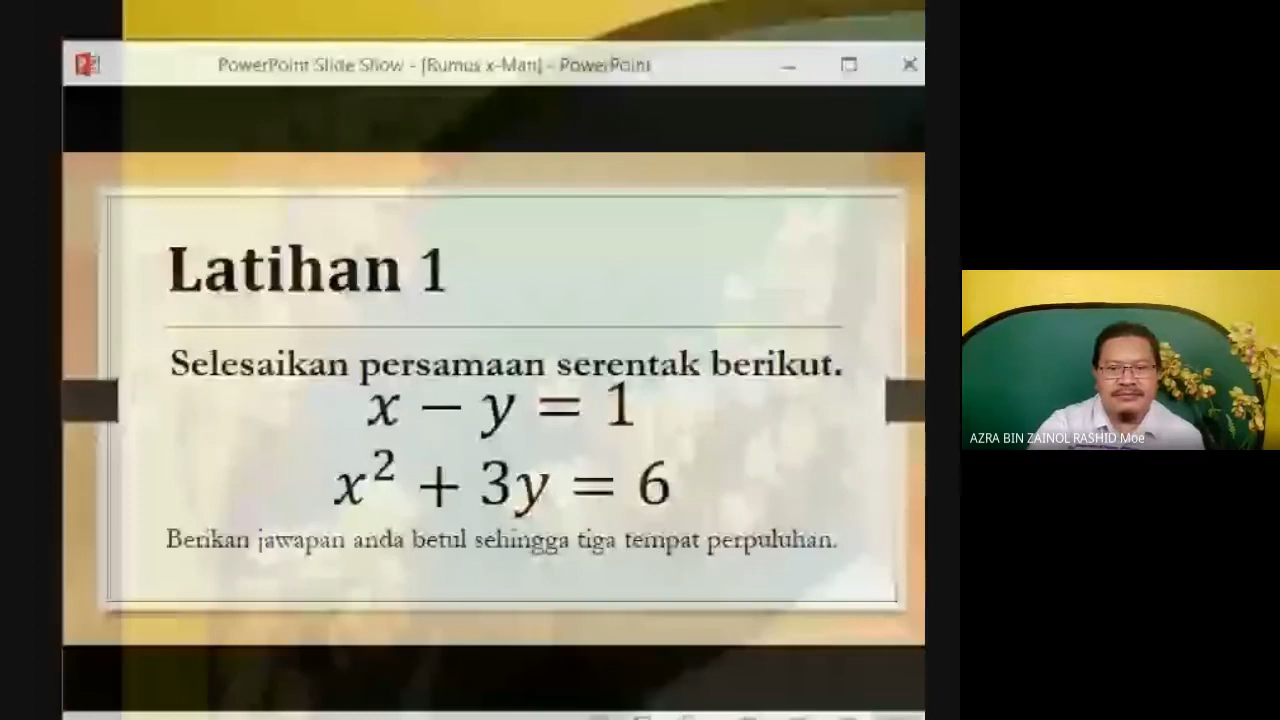 PowerPoint Slide Show - [Rumus x-Man] - PowerPoint
Latihan 1
Selesaikan persamaan serentak berikut.
x − y = 1
x² + 3y = 6
Berikan jawapan anda betul sehingga tiga tempat perpuluhan.
AZRA BIN ZAINOL RASHID Moe